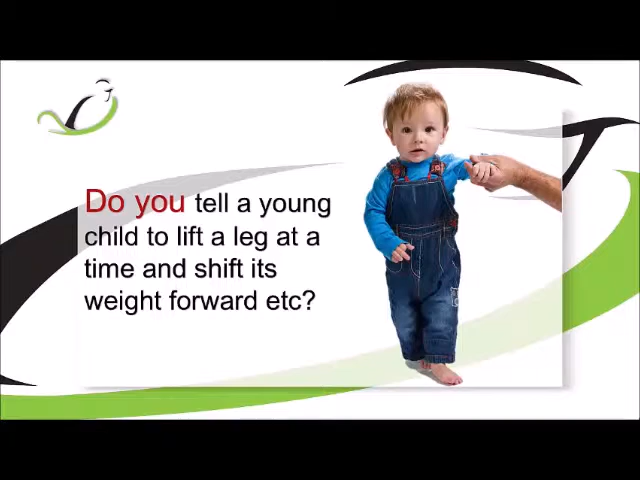 Do you tell a young
child to lift a leg at a
time and shift its
weight forward etc?